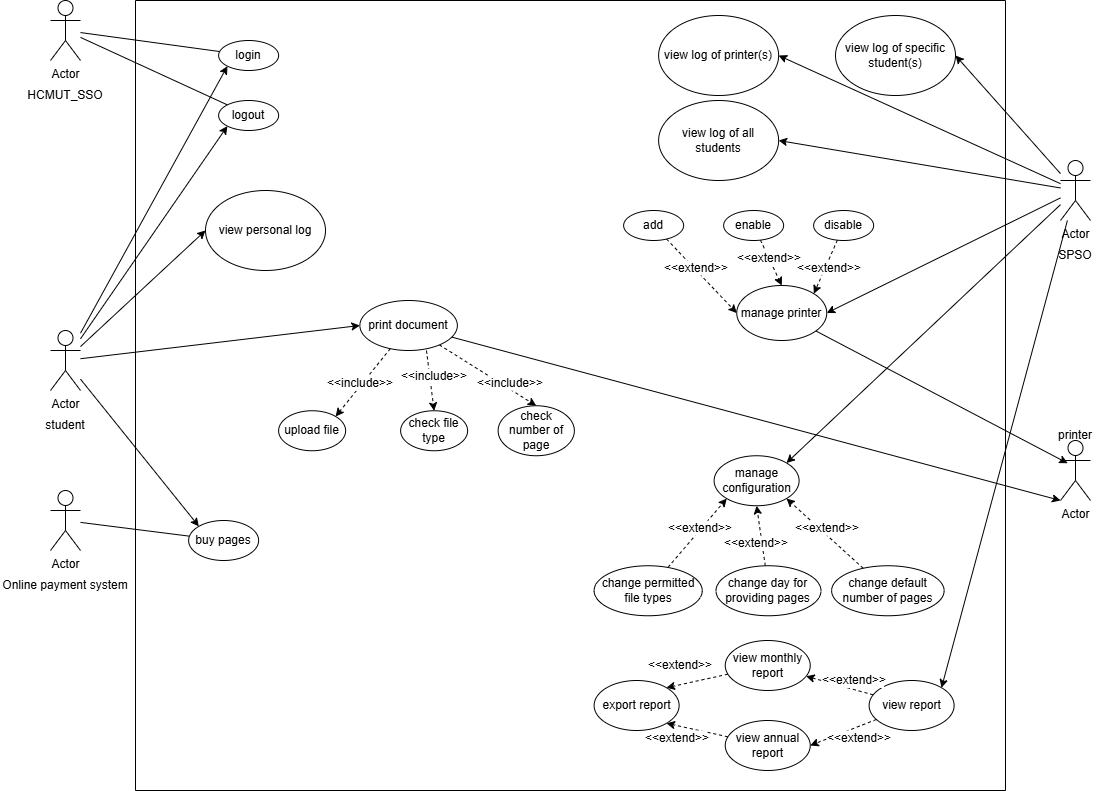 Actor
HCMUT_SSO
login
logout
view personal log
view log of printer(s)
view log of specific
student(s)
view log of all
students
Actor
SPSO
add
enable
disable
<<extend>>
<<extend>>
<<extend>>
manage printer
Actor
student
print document
<<include>>
<<include>>
<<include>>
upload file
check file
type
check
number of
page
printer
Actor
manage
configuration
<<extend>>
<<extend>>
<<extend>>
change permitted
file types
change day for
providing pages
change default
number of pages
Actor
Online payment system
buy pages
view monthly
report
<<extend>>
<<extend>>
export report
view report
<<extend>>
<<extend>>
view annual
report